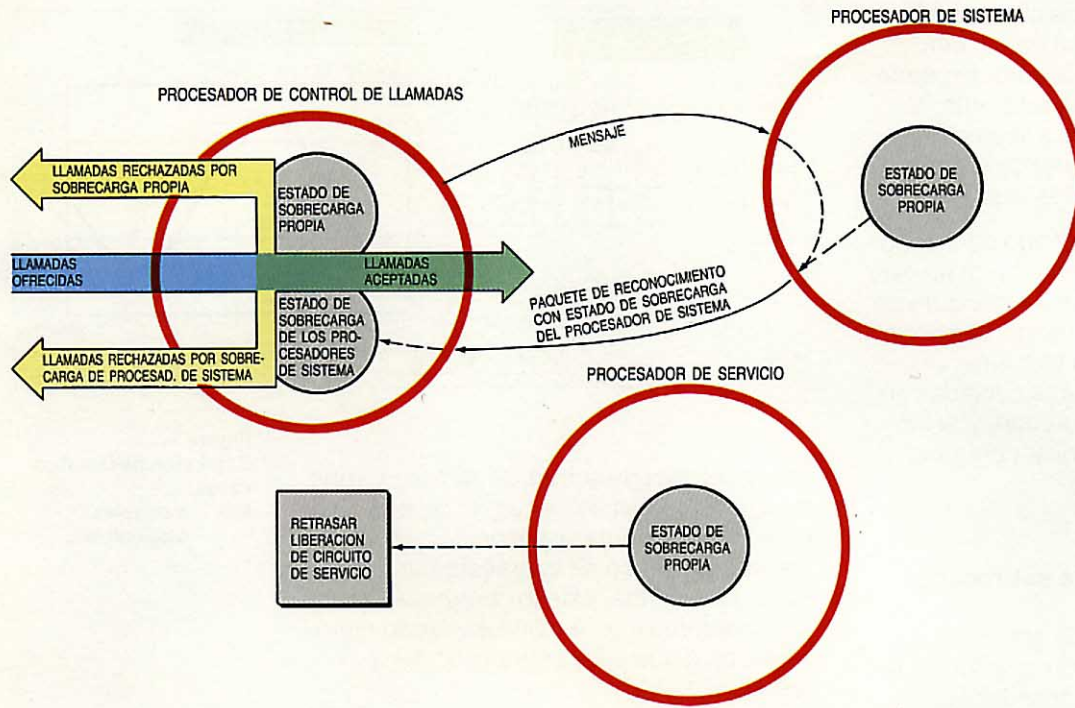 PROCESADOR DE SISTEMA
PROCESADOR DE CONTROL DE LLAMADAS
MENSAJE
LLAMADAS RECHAZADAS POR
SOBRECARGA PROPIA
ESTADO DE
SOBRECARGA
PROPIA
ESTADO DE
SOBRECARGA
PROPIA
LLAMADAS
OFRECIDAS
LLAMADAS
ACEPTADAS
PAQUETE DE RECONOCIMIENTO
CON ESTADO DE SOBRECARGA
DEL PROCESADOR DE SISTEMA
ESTADO DE
SOBRECARGA
DE LOS PRO-
CESADORES
DE SISTEMA
LLAMADAS RECHAZADAS POR SOBRE-
CARGA DE PROCESAD. DE SISTEMA
PROCESADOR DE SERVICIO
RETRASAR
LIBERACION
DE CIRCUITO
DE SERVICIO
ESTADO DE
SOBRECARGA
PROPIA